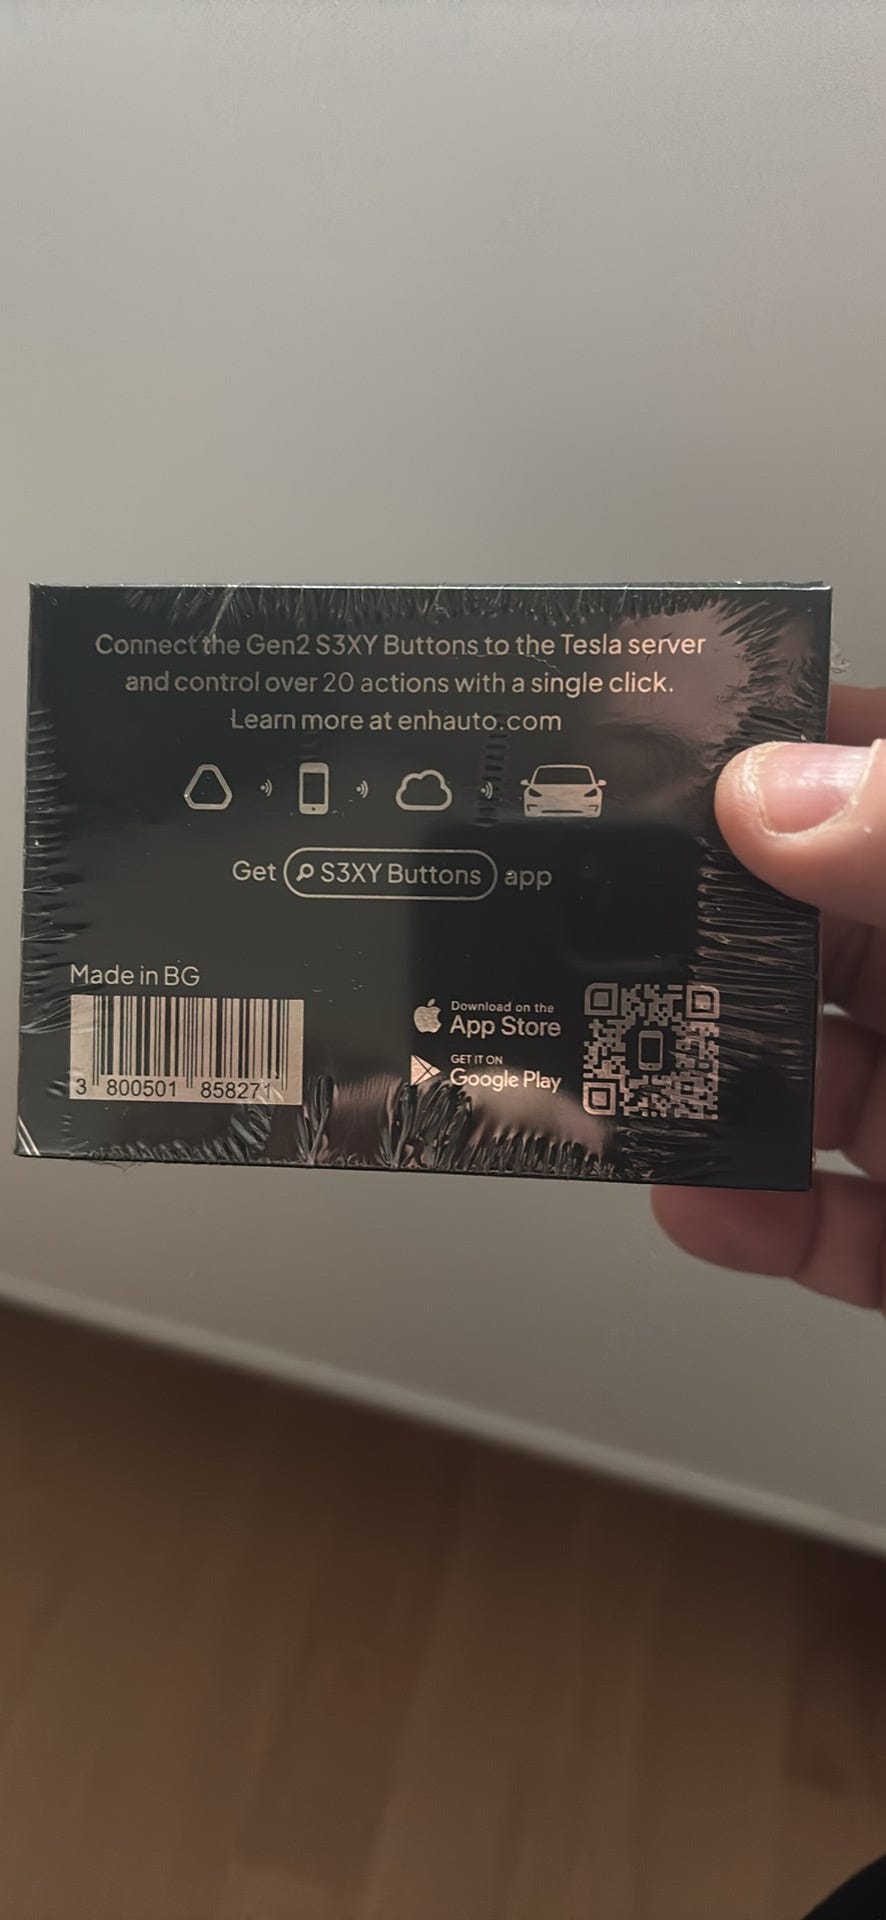 Connect the Gen2 S3XY Buttons to the Tesla server
and control over 20 actions with a single click.
Learn more at enhauto.com
Get S3XY Buttons app
Made in BG
3 800501 858271
Download on the
App Store
GET IT ON
Google Play